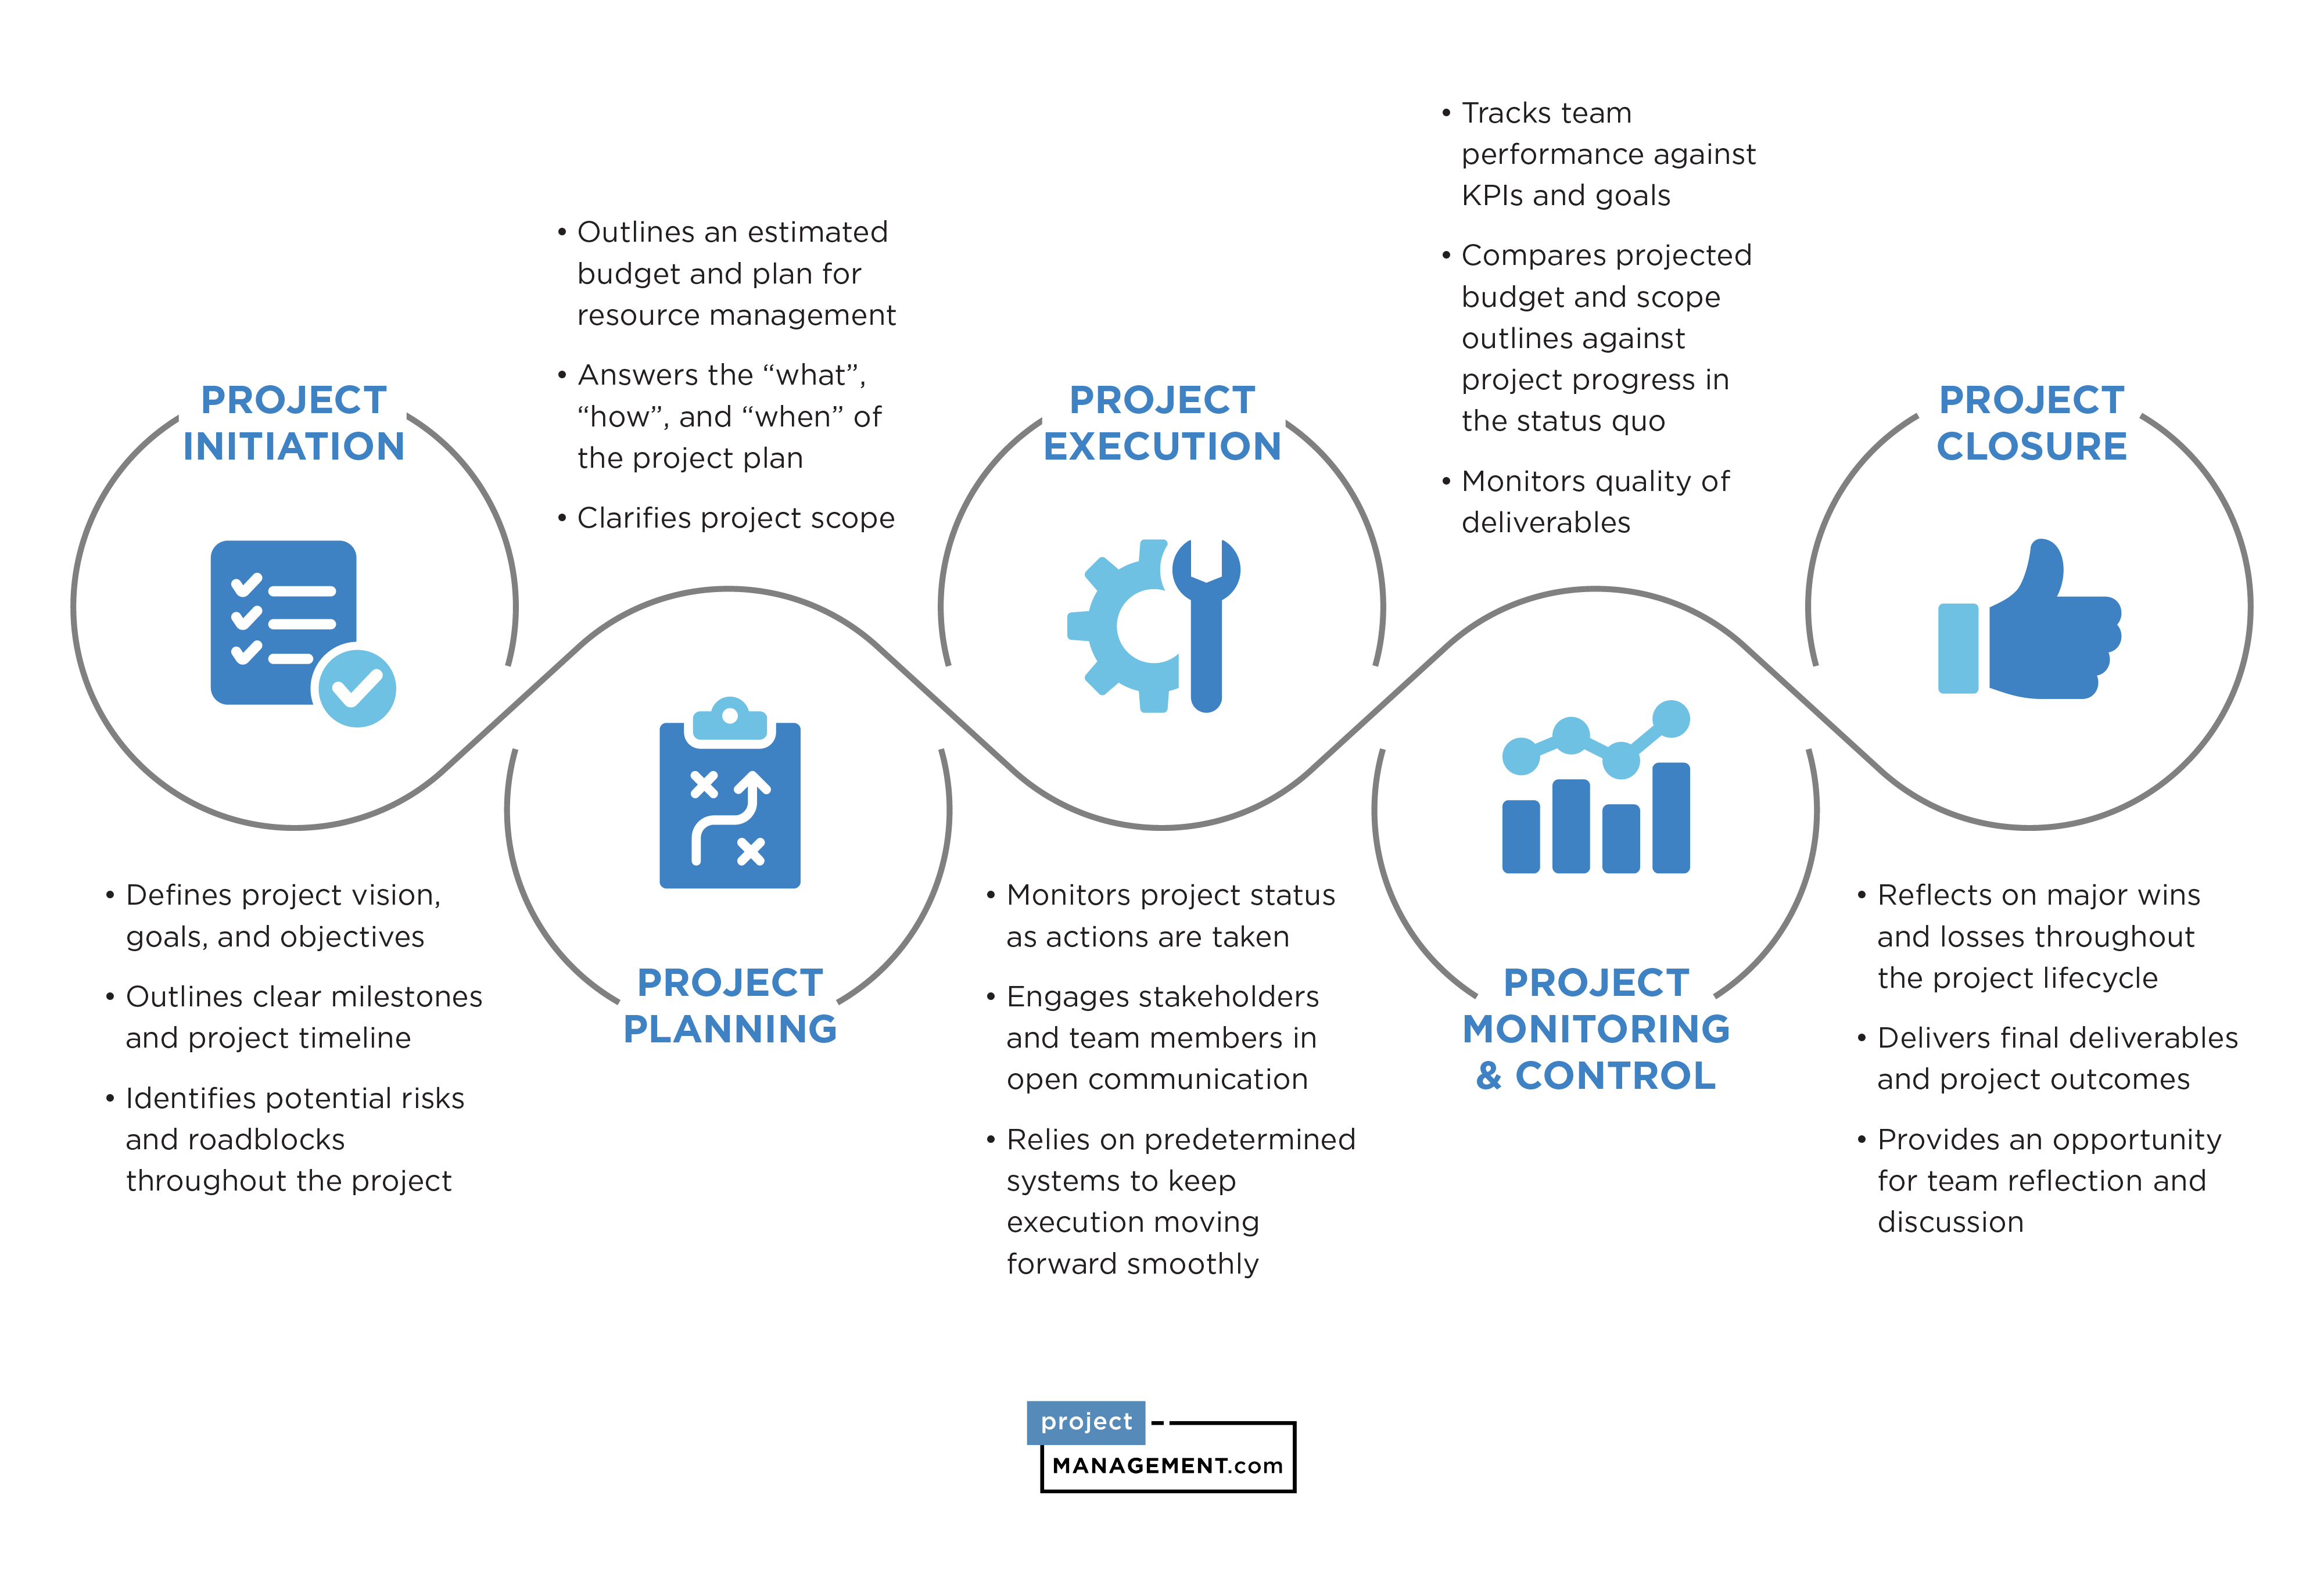 PROJECT
INITIATION
• Defines project vision,
goals, and objectives
• Outlines clear milestones
and project timeline
• Identifies potential risks
and roadblocks
throughout the project
• Outlines an estimated
budget and plan for
resource management
• Answers the “what”,
“how”, and “when” of
the project plan
• Clarifies project scope
PROJECT
PLANNING
PROJECT
EXECUTION
• Monitors project status
as actions are taken
• Engages stakeholders
and team members in
open communication
• Relies on predetermined
systems to keep
execution moving
forward smoothly
• Tracks team
performance against
KPIs and goals
• Compares projected
budget and scope
outlines against
project progress in
the status quo
• Monitors quality of
deliverables
PROJECT
MONITORING
& CONTROL
PROJECT
CLOSURE
• Reflects on major wins
and losses throughout
the project lifecycle
• Delivers final deliverables
and project outcomes
• Provides an opportunity
for team reflection and
discussion
project
MANAGEMENT.com